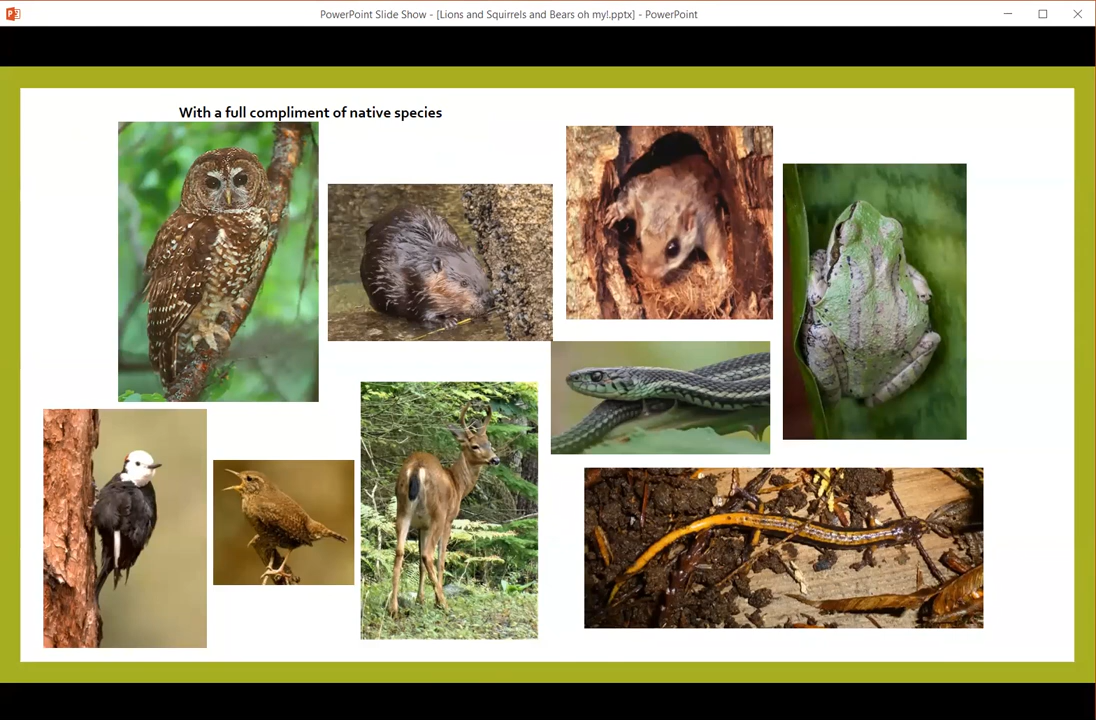 PowerPoint Slide Show - [Lions and Squirrels and Bears oh my!.pptx] - PowerPoint
With a full compliment of native species